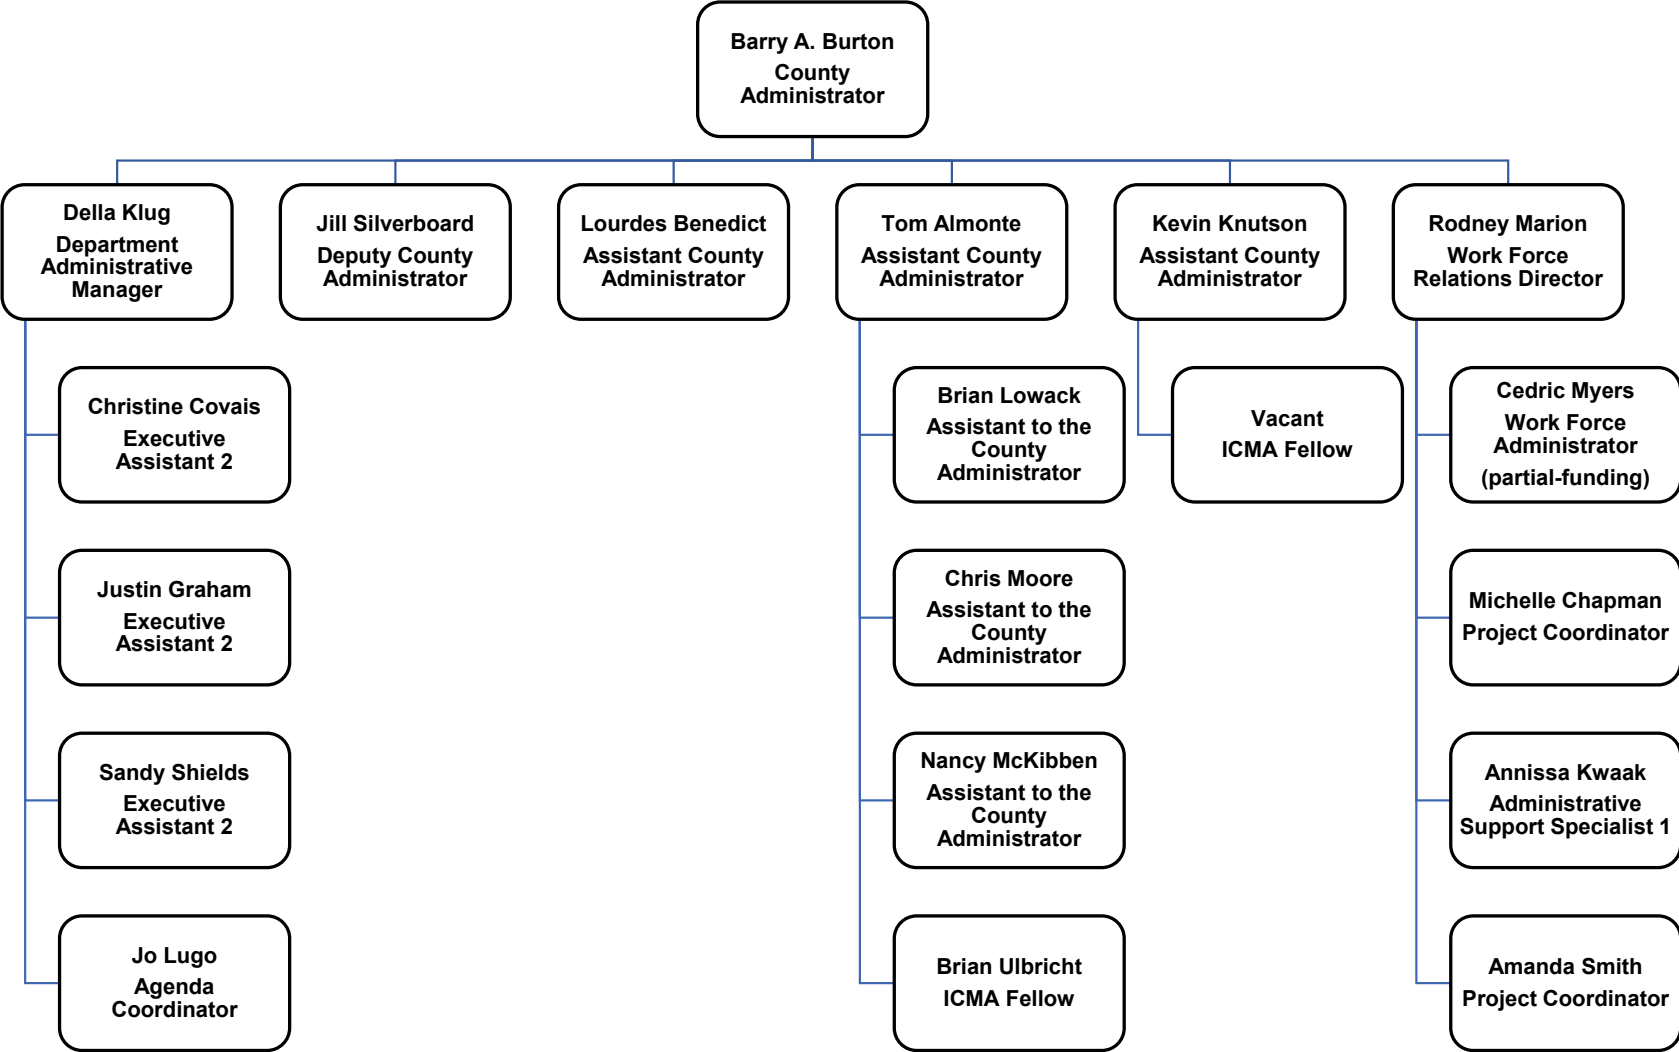 Barry A. Burton
County
Administrator
Della Klug
Department
Administrative
Manager
Jill Silverboard
Deputy County
Administrator
Lourdes Benedict
Assistant County
Administrator
Tom Almonte
Assistant County
Administrator
Kevin Knutson
Assistant County
Administrator
Rodney Marion
Work Force
Relations Director
Christine Covais
Executive
Assistant 2
Justin Graham
Executive
Assistant 2
Sandy Shields
Executive
Assistant 2
Jo Lugo
Agenda
Coordinator
Brian Lowack
Assistant to the
County
Administrator
Chris Moore
Assistant to the
County
Administrator
Nancy McKibben
Assistant to the
County
Administrator
Brian Ulbricht
ICMA Fellow
Vacant
ICMA Fellow
Cedric Myers
Work Force
Administrator
(partial-funding)
Michelle Chapman
Project Coordinator
Annissa Kwaak
Administrative
Support Specialist 1
Amanda Smith
Project Coordinator